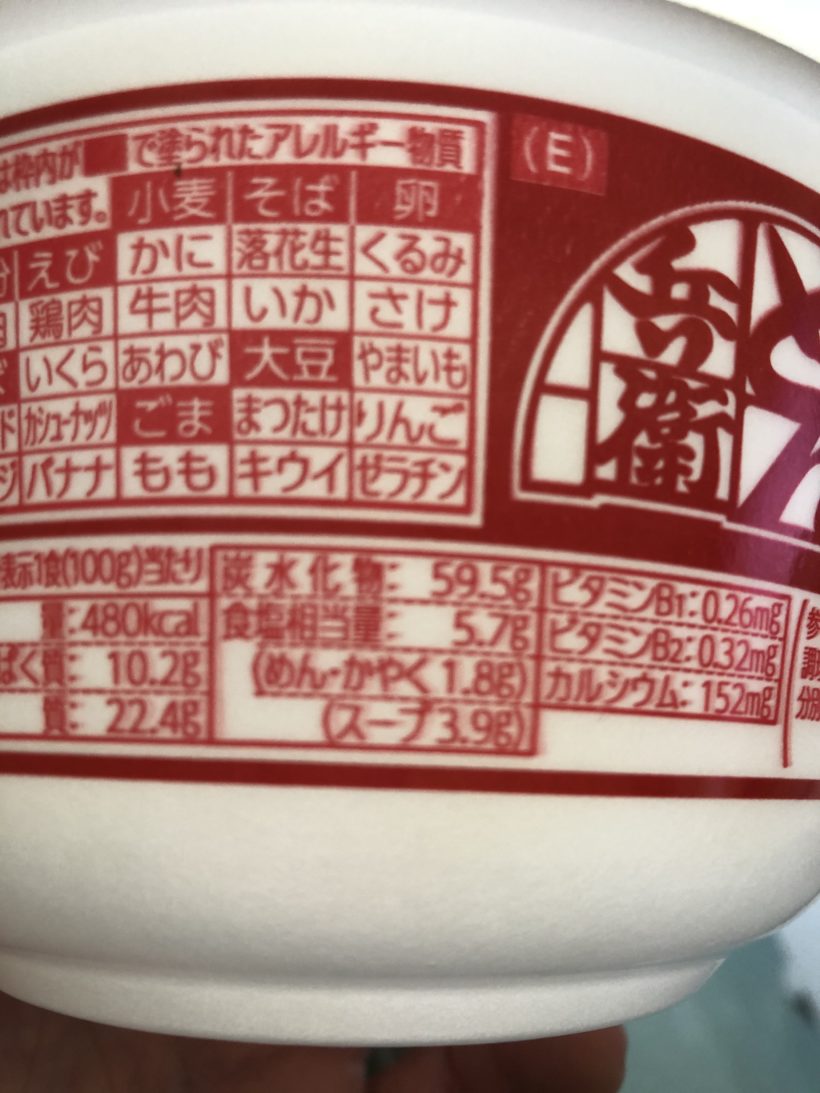 は枠内が で塗られたアレルギー物質
れています。 小麦 そば 卵
えび かに 落花生 くるみ
鶏肉 牛肉 いか さけ
いくら あわび 大豆 やまいも
ド カシューナッツ ごま まつたけ りんご
ジ バナナ もも キウイ ゼラチン
(E)
兵衛
表示1食(100g)当たり
量:480kcal
ぱく質: 10.2g
質: 22.4g
炭水化物: 59.5g
食塩相当量: 5.7g
(めん・かやく1.8g)
(スープ3.9g)
ビタミンB1:0.26mg
ビタミンB2:0.32mg
カルシウム:152mg